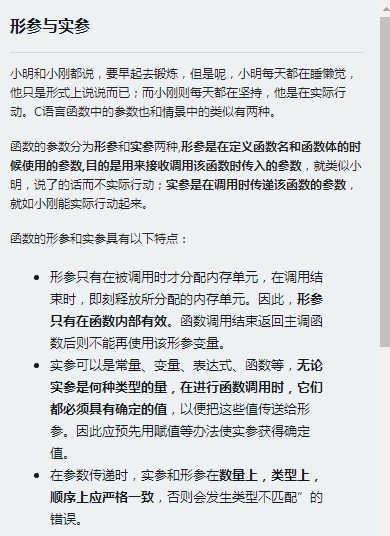 形参与实参
小明和小刚都说，要早起去锻炼，但是呢，小明每天都在睡懒觉，
他只是形式上说说而已；而小刚则每天都在坚持，他是在实际行
动。C语言函数中的参数也和情景中的类似有两种。
函数的参数分为形参和实参两种,形参是在定义函数名和函数体的时
候使用的参数,目的是用来接收调用该函数时传入的参数，就类似小
明，说了的话而不实际行动；实参是在调用时传递该函数的参数，
就如小刚能实际行动起来。
函数的形参和实参具有以下特点：
• 形参只有在被调用时才分配内存单元，在调用结
束时，即刻释放所分配的内存单元。因此，形参
只有在函数内部有效。函数调用结束返回主调函
数后则不能再使用该形参变量。
• 实参可以是常量、变量、表达式、函数等，无论
实参是何种类型的量，在进行函数调用时，它们
都必须具有确定的值，以便把这些值传送给形
参。因此应预先用赋值等办法使实参获得确定
值。
• 在参数传递时，实参和形参在数量上，类型上，
顺序上应严格一致，否则会发生类型不匹配”的
错误。